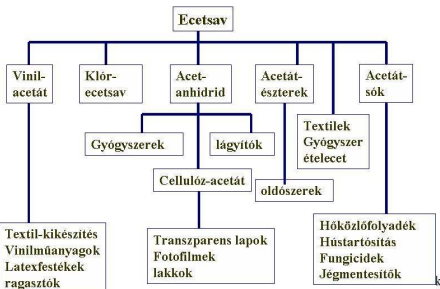 Ecetsav
Vinil-
acetát
Klór-
ecetsav
Acet-
anhidrid
Acetát-
észterek
Acetát-
sók
Textilek
Gyógyszer
ételecet
Gyógyszerek
lágyítók
Cellulóz-acetát
oldószerek
Textil-kikészítés
Vinilműanyagok
Latexfestékek
ragasztók
Transzparens lapok
Fotofilmek
lakkok
Hőközlőfolyadék
Hústartósítás
Fungicidek
Jégmentesítők
k